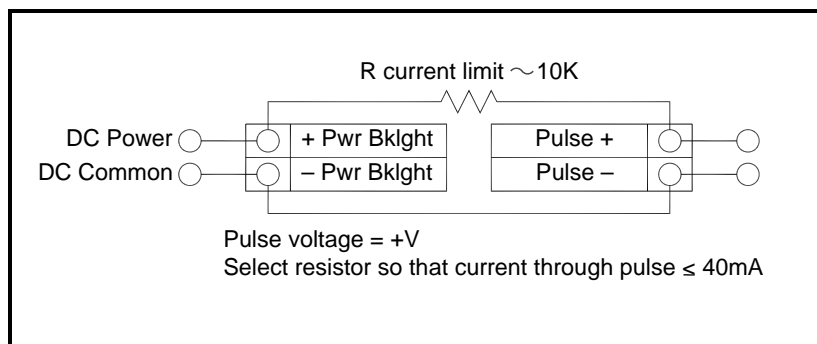 R current limit ～10K
DC Power
+ Pwr Bklght
Pulse +
DC Common
– Pwr Bklght
Pulse –
Pulse voltage = +V
Select resistor so that current through pulse ≤ 40mA